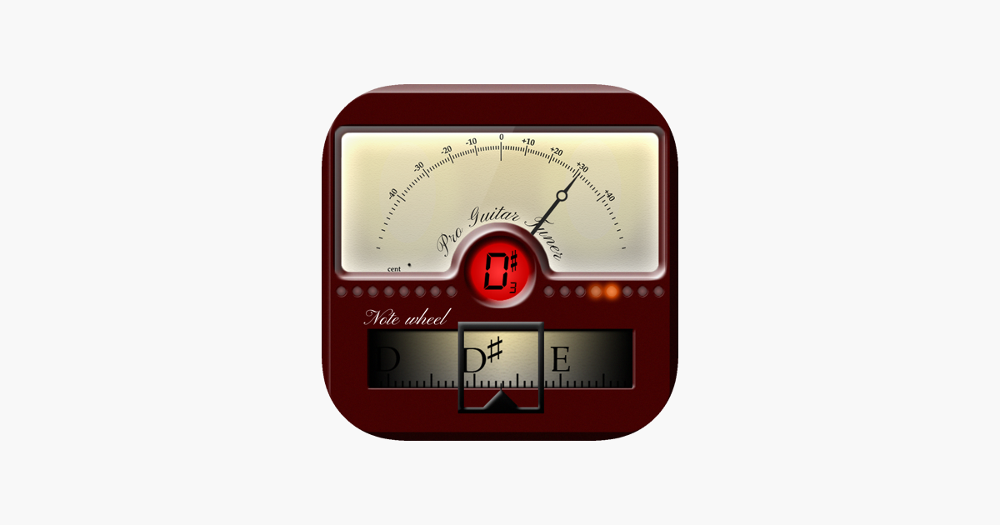 -40 -30 -20 -10 0 +10 +20 +30 +40
Pro Guitar Tuner
cent
D# 3
Note wheel
D D# E